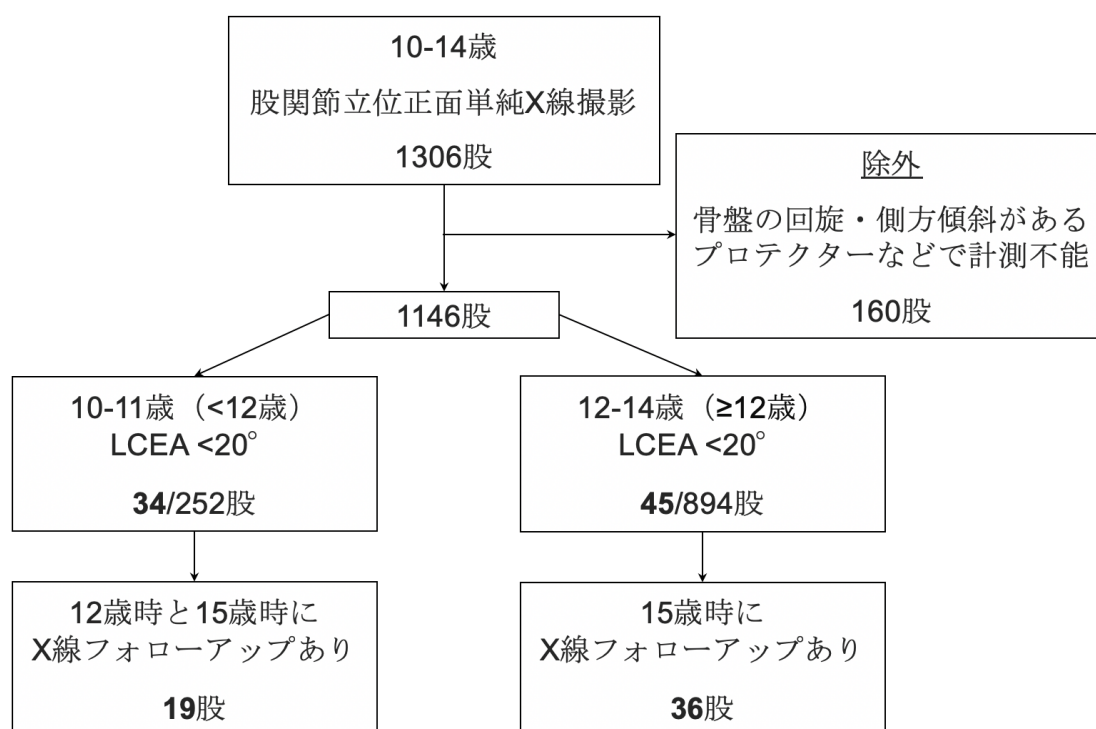 10-14歳
股関節立位正面単純X線撮影
1306股
除外
骨盤の回旋・側方傾斜がある
プロテクターなどで計測不能
160股
1146股
10-11歳（<12歳）
LCEA <20°
34/252股
12-14歳（≥12歳）
LCEA <20°
45/894股
12歳時と15歳時に
X線フォローアップあり
19股
15歳時に
X線フォローアップあり
36股